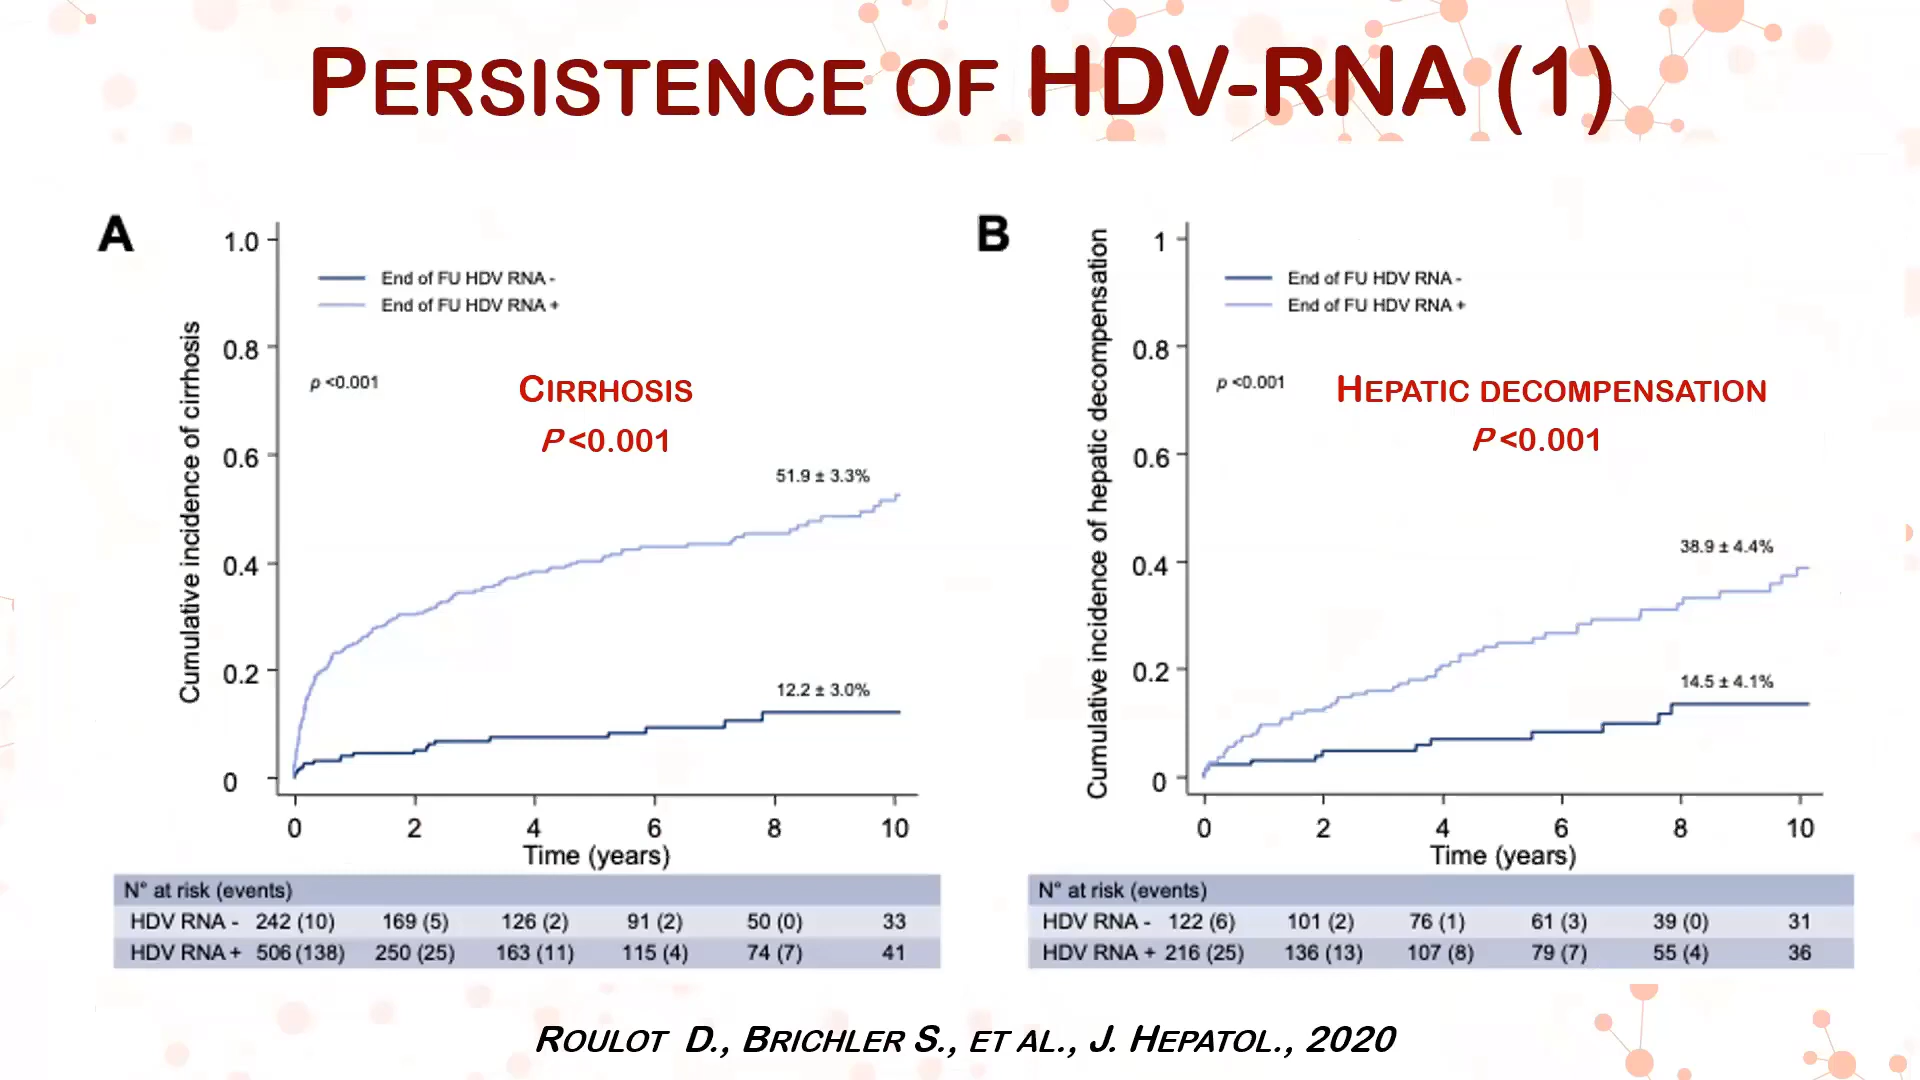 PERSISTENCE OF HDV-RNA (1)
A
Cumulative incidence of cirrhosis
1.0
0.8
0.6
0.4
0.2
0
End of FU HDV RNA -
End of FU HDV RNA +
p <0.001
CIRRHOSIS
P <0.001
51.9 ± 3.3%
12.2 ± 3.0%
0 2 4 6 8 10
Time (years)
N° at risk (events)
HDV RNA - 242 (10) 169 (5) 126 (2) 91 (2) 50 (0) 33
HDV RNA + 506 (138) 250 (25) 163 (11) 115 (4) 74 (7) 41
B
Cumulative incidence of hepatic decompensation
1
0.8
0.6
0.4
0.2
0
End of FU HDV RNA -
End of FU HDV RNA +
p <0.001
HEPATIC DECOMPENSATION
P <0.001
38.9 ± 4.4%
14.5 ± 4.1%
0 2 4 6 8 10
Time (years)
N° at risk (events)
HDV RNA - 122 (6) 101 (2) 76 (1) 61 (3) 39 (0) 31
HDV RNA + 216 (25) 136 (13) 107 (8) 79 (7) 55 (4) 36
ROULOT D., BRICHLER S., ET AL., J. HEPATOL., 2020